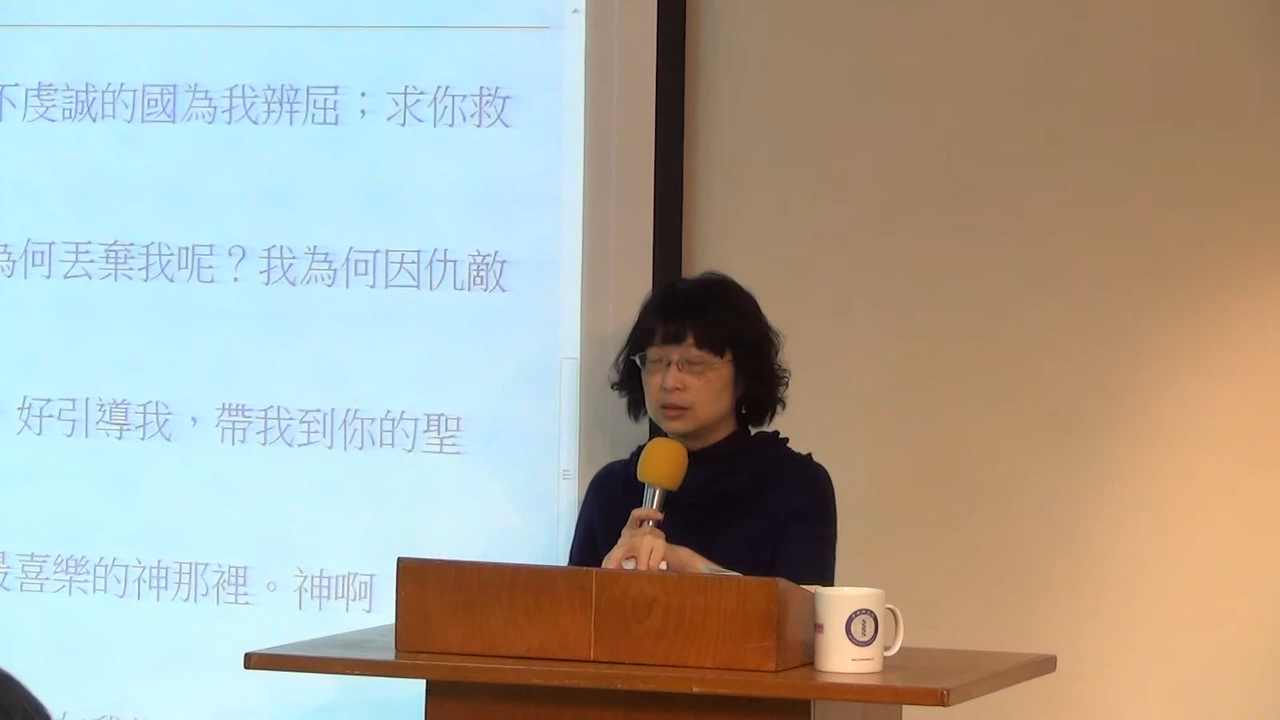 不虔誠的國為我辨屈；求你救
為何丟棄我呢？我為何因仇敵
好引導我，帶我到你的聖
最喜樂的神那裡。神啊